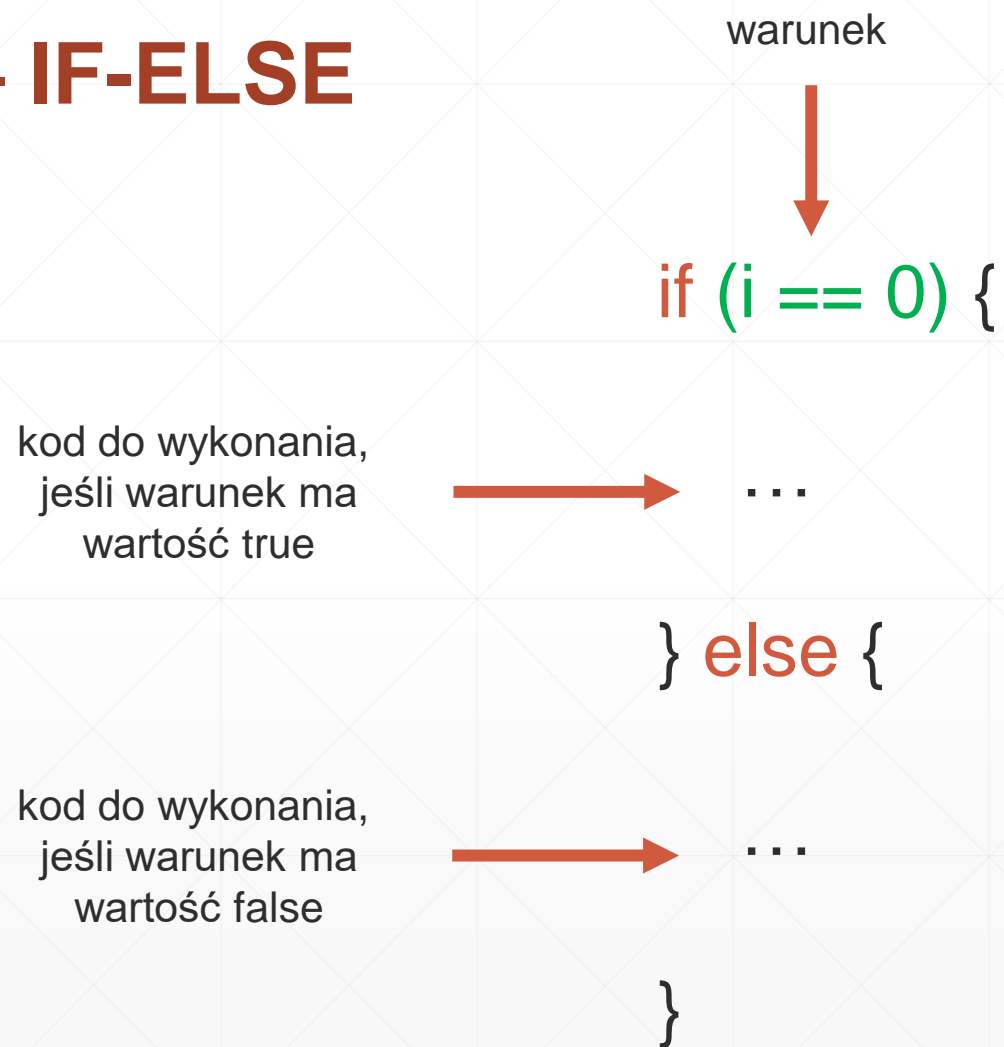 - IF-ELSE
warunek
if (i == 0) {
kod do wykonania,
jeśli warunek ma
wartość true
...
} else {
kod do wykonania,
jeśli warunek ma
wartość false
...
}